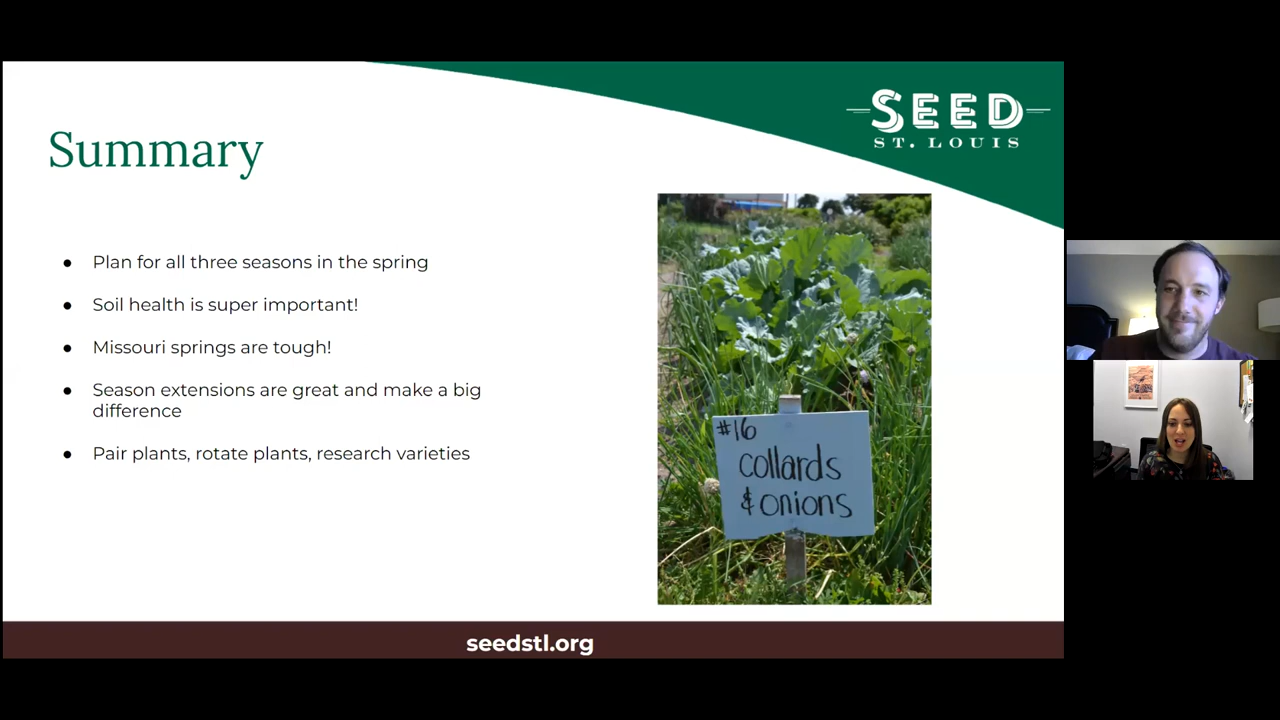 SEED
ST. LOUIS
Summary
● Plan for all three seasons in the spring
● Soil health is super important!
● Missouri springs are tough!
● Season extensions are great and make a big
difference
● Pair plants, rotate plants, research varieties
#16
collards
& onions
seedstl.org